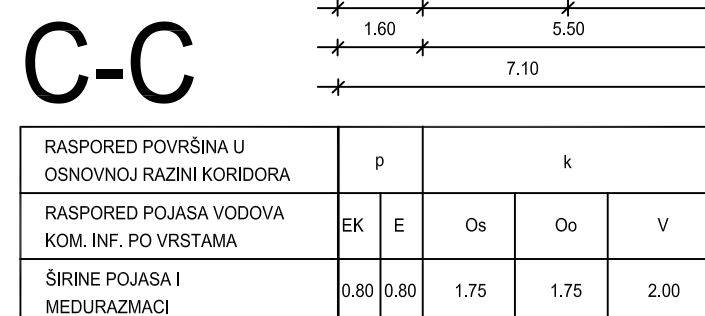 C-C
1.60 5.50
7.10
RASPORED POVRŠINA U
OSNOVNOJ RAZINI KORIDORA
p k
RASPORED POJASA VODOVA
KOM. INF. PO VRSTAMA
EK E Os Oo V
ŠIRINE POJASA I
MEDURAZMACI
0.80 0.80 1.75 1.75 2.00